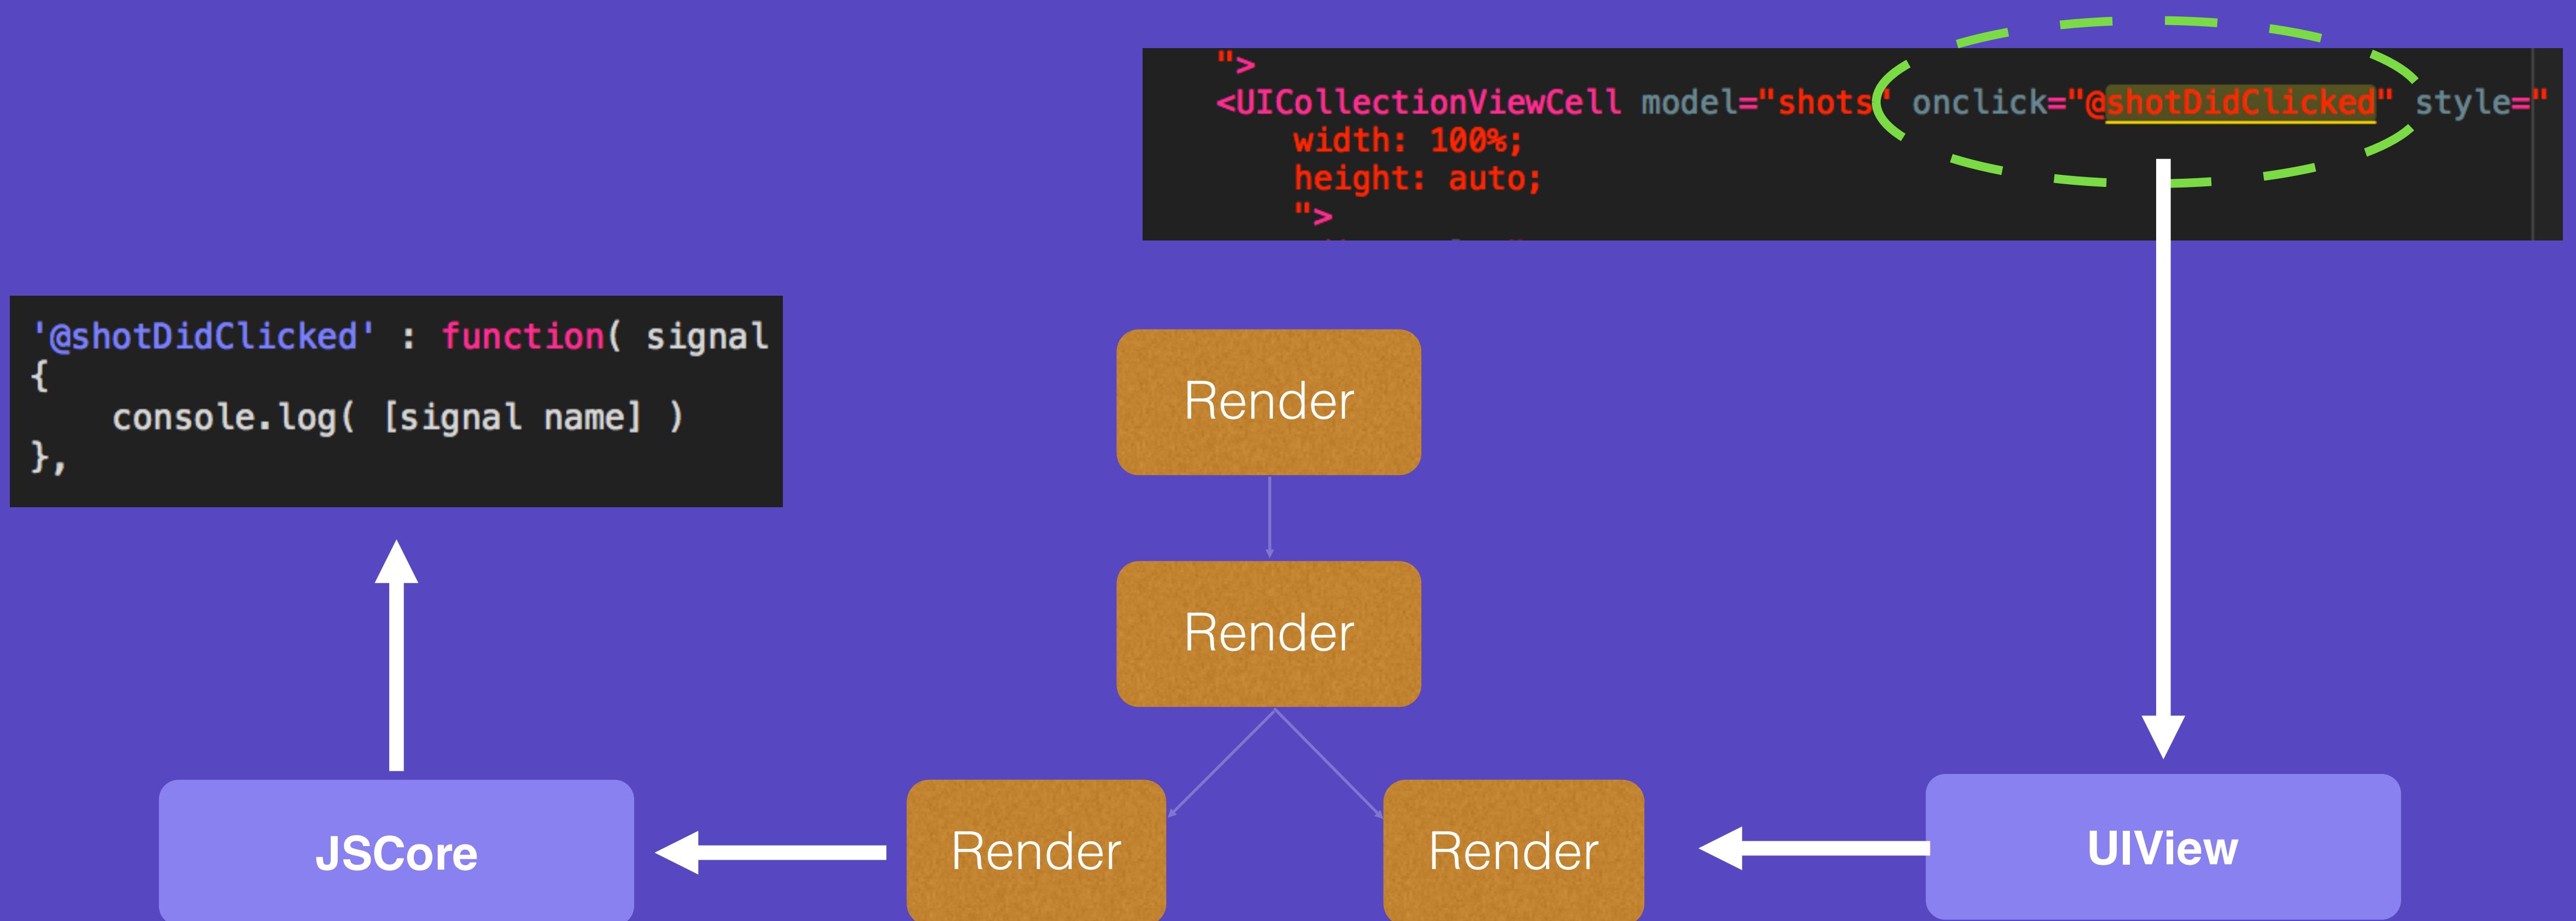 ">
<UICollectionViewCell model="shots" onclick="@shotDidClicked" style="
width: 100%;
height: auto;
">
'@shotDidClicked' : function( signal
{
console.log( [signal name] )
},
Render
Render
JSCore
Render
Render
UIView